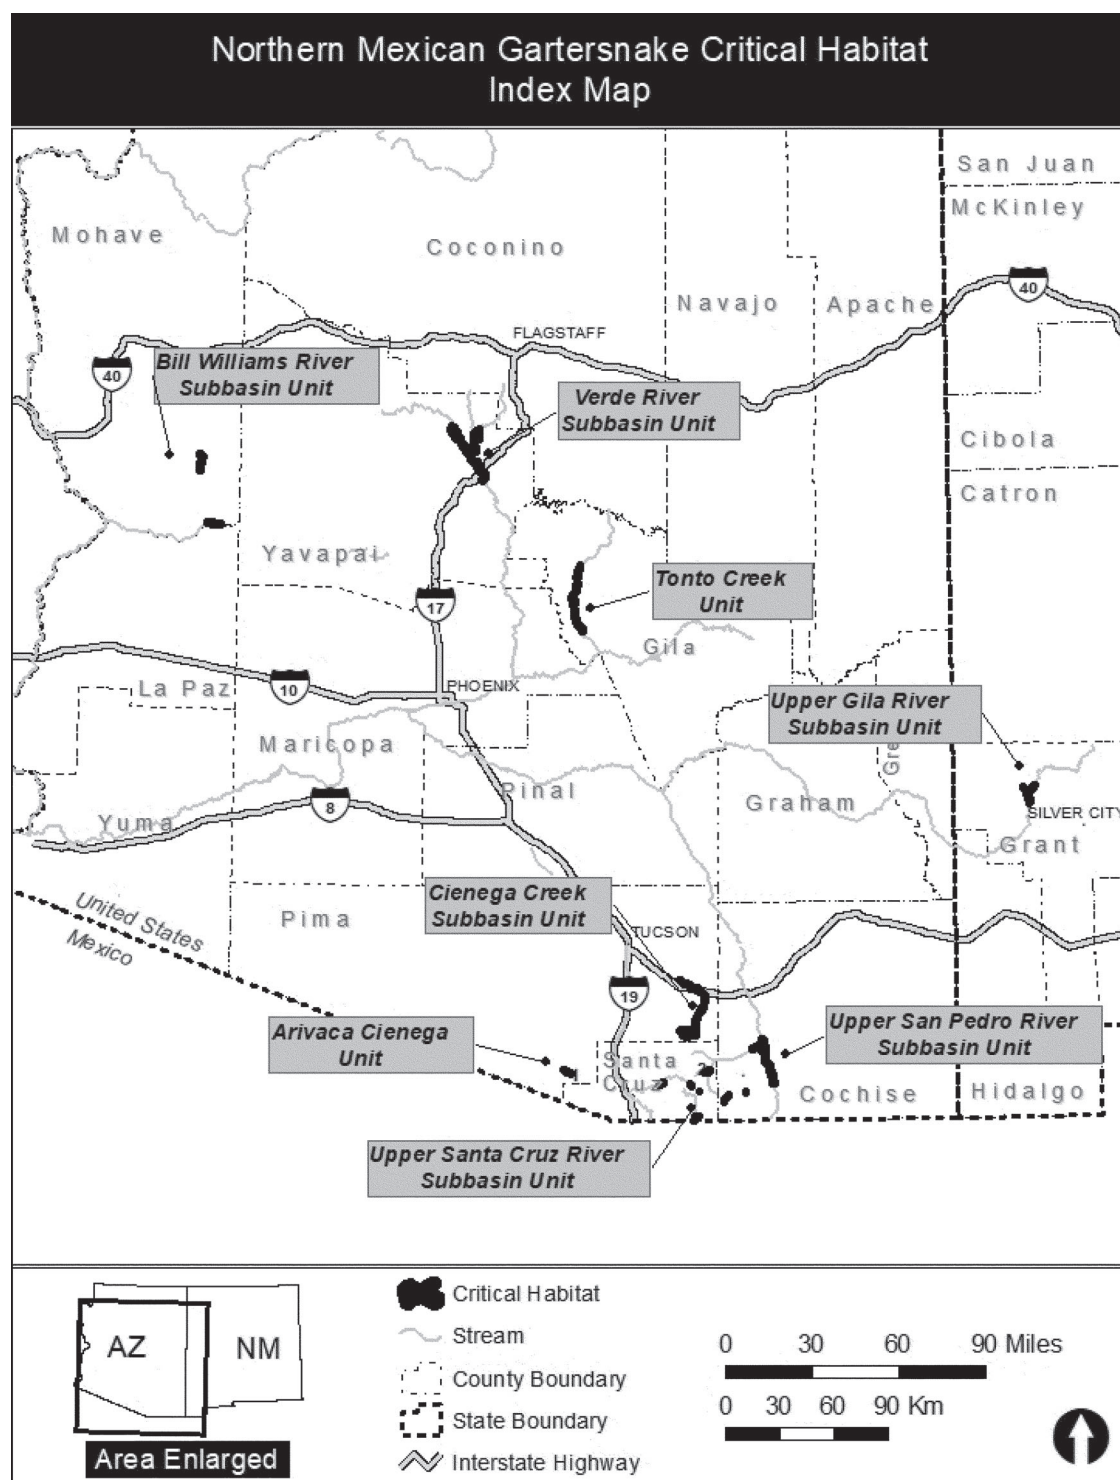 Northern Mexican Gartersnake Critical Habitat
Index Map
San Juan
McKinley
Mohave
Coconino
Navajo
Apache
40
FLAGSTAFF
40
Bill Williams River
Subbasin Unit
Verde River
Subbasin Unit
Cibola
Catron
Yavapai
Tonto Creek
Unit
17
Gila
La Paz
10
PHOENIX
Upper Gila River
Subbasin Unit
Maricopa
Gre
Pinal
Graham
8
Yuma
SILVER CITY
Grant
Cienega Creek
Subbasin Unit
United States
Mexico
Pima
TUCSON
19
Arivaca Cienega
Unit
Upper San Pedro River
Subbasin Unit
Santa
Cruz
Cochise
Hidalgo
Upper Santa Cruz River
Subbasin Unit
AZ
NM
Area Enlarged
Critical Habitat
Stream
County Boundary
State Boundary
Interstate Highway
0 30 60 90 Miles
0 30 60 90 Km